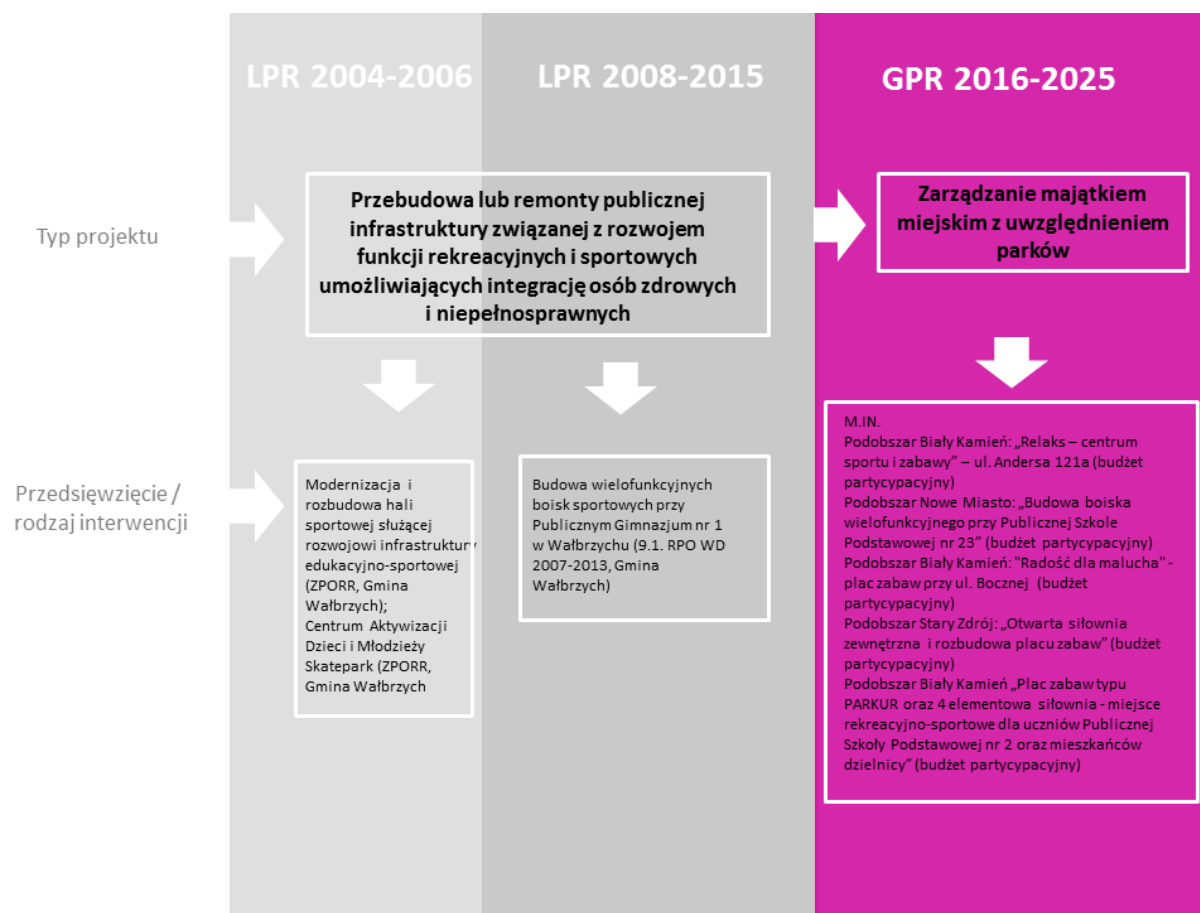 LPR 2004-2006
LPR 2008-2015
GPR 2016-2025
Typ projektu
Przebudowa lub remonty publicznej
infrastruktury związanej z rozwojem
funkcji rekreacyjnych i sportowych
umożliwiających integrację osób zdrowych
i niepełnosprawnych
Zarządzanie majątkiem
miejskim z uwzględnieniem
parków
Przedsięwzięcie /
rodzaj interwencji
Modernizacja i
rozbudowa hali
sportowej służącej
rozwojowi infrastruktury
edukacyjno-sportowej
(ZPORR, Gmina
Wałbrzych);
Centrum Aktywizacji
Dzieci i Młodzieży
Skatepark (ZPORR,
Gmina Wałbrzych
Budowa wielofunkcyjnych
boisk sportowych przy
Publicznym Gimnazjum nr 1
w Wałbrzychu (9.1. RPO WD
2007-2013, Gmina
Wałbrzych)
M.IN.
Podobszar Biały Kamień: „Relaks – centrum
sportu i zabawy” – ul. Andersa 121a (budżet
partycypacyjny)
Podobszar Nowe Miasto: „Budowa boiska
wielofunkcyjnego przy Publicznej Szkole
Podstawowej nr 23” (budżet partycypacyjny)
Podobszar Biały Kamień: "Radość dla malucha" -
plac zabaw przy ul. Bocznej (budżet
partycypacyjny)
Podobszar Stary Zdrój: „Otwarta siłownia
zewnętrzna i rozbudowa placu zabaw” (budżet
partycypacyjny)
Podobszar Biały Kamień „Plac zabaw typu
PARKUR oraz 4 elementowa siłownia - miejsce
rekreacyjno-sportowe dla uczniów Publicznej
Szkoły Podstawowej nr 2 oraz mieszkańców
dzielnicy” (budżet partycypacyjny)